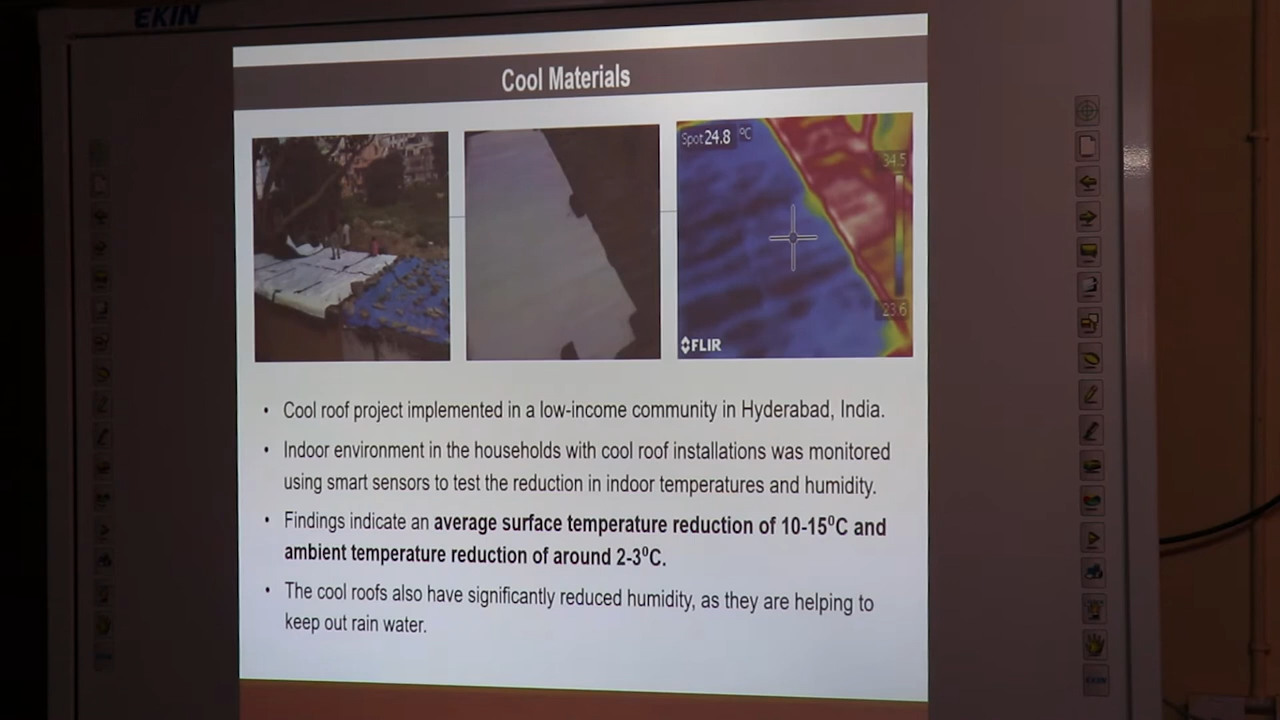 EKIN
Cool Materials
Spot 24.8 °C
34.5
23.6
FLIR
• Cool roof project implemented in a low-income community in Hyderabad, India.
• Indoor environment in the households with cool roof installations was monitored
using smart sensors to test the reduction in indoor temperatures and humidity.
• Findings indicate an average surface temperature reduction of 10-15⁰C and
ambient temperature reduction of around 2-3⁰C.
• The cool roofs also have significantly reduced humidity, as they are helping to
keep out rain water.
EKIN